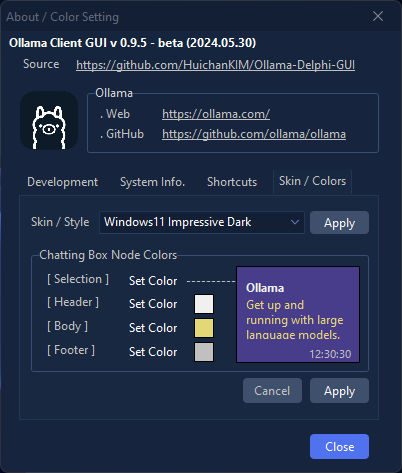 About / Color Setting
Ollama Client GUI v 0.9.5 - beta (2024.05.30)
Source https://github.com/HuichanKIM/Ollama-Delphi-GUI
Ollama
. Web https://ollama.com/
. GitHub https://github.com/ollama/ollama
Development System Info. Shortcuts Skin / Colors
Skin / Style Windows11 Impressive Dark Apply
Chatting Box Node Colors
[ Selection ] Set Color
[ Header ] Set Color
[ Body ] Set Color
[ Footer ] Set Color
Ollama
Get up and
running with large
language models.
12:30:30
Cancel Apply
Close